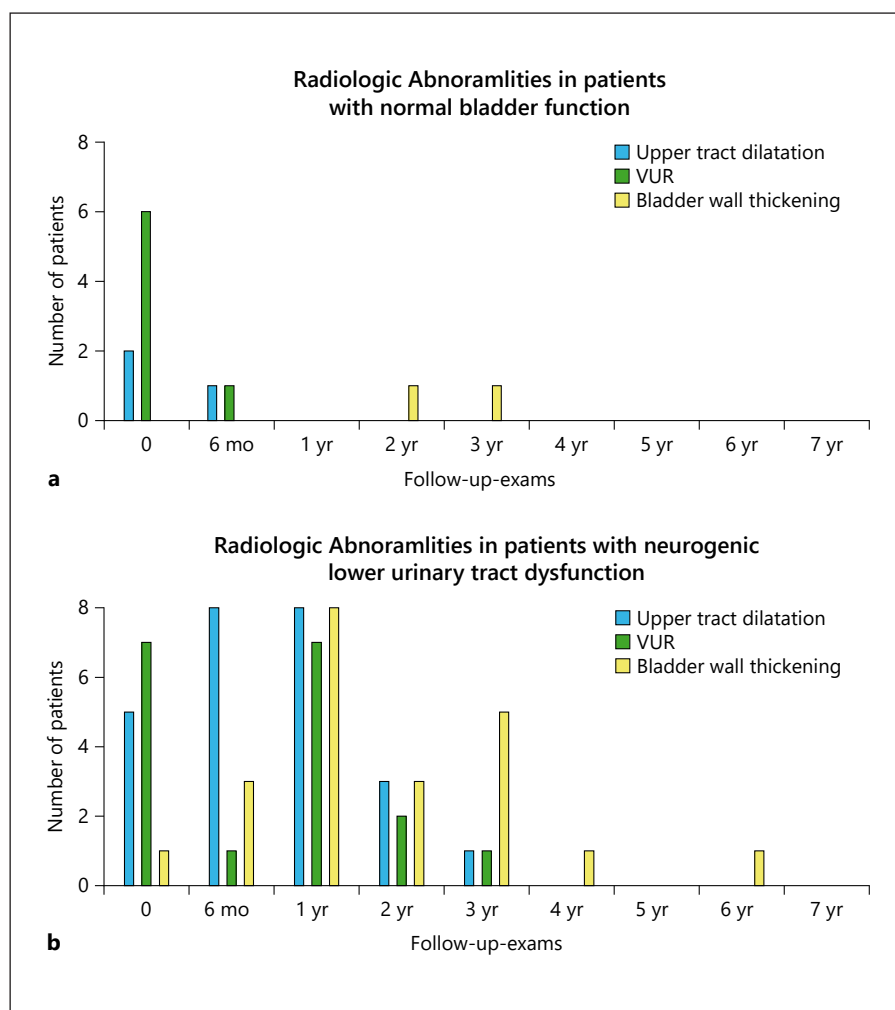 Radiologic Abnoramlities in patients
with normal bladder function
8
6
4
2
0
Number of patients
Upper tract dilatation
VUR
Bladder wall thickening
0 6 mo 1 yr 2 yr 3 yr 4 yr 5 yr 6 yr 7 yr
a
Follow-up-exams
Radiologic Abnoramlities in patients with neurogenic
lower urinary tract dysfunction
8
6
4
2
0
Number of patients
Upper tract dilatation
VUR
Bladder wall thickening
0 6 mo 1 yr 2 yr 3 yr 4 yr 5 yr 6 yr 7 yr
b
Follow-up-exams